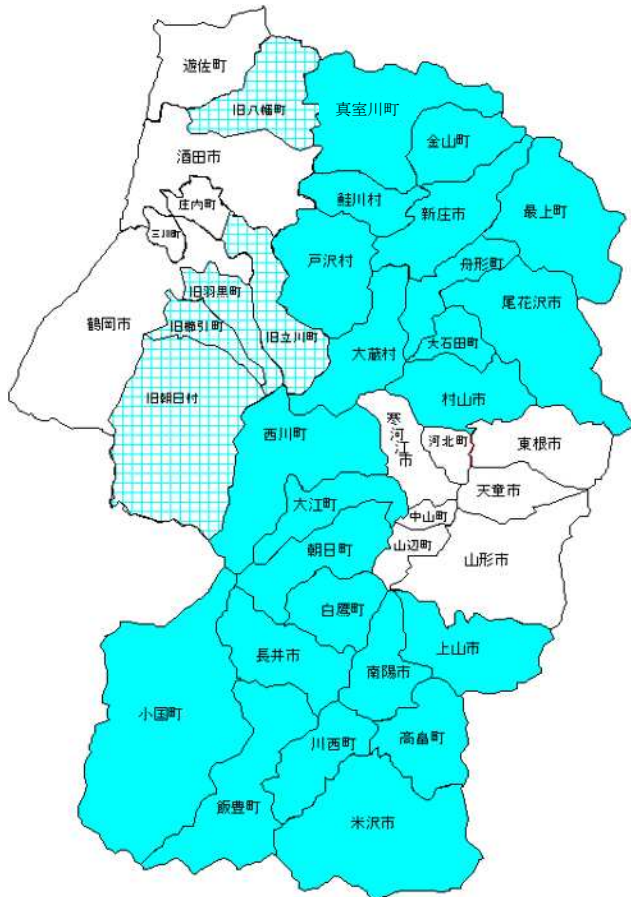 遊佐町
旧八幡町
真室川町
金山町
酒田市
庄内町
鮭川村
新庄市
最上町
三川町
戸沢村
舟形町
旧羽黒町
尾花沢市
鶴岡市
旧櫛引町
旧立川町
大蔵村
大石田町
旧朝日村
村山市
西川町
寒河江市
河北町
東根市
天童市
大江町
中山町
朝日町
山辺町
山形市
白鷹町
長井市
上山市
南陽市
小国町
川西町
高畠町
飯豊町
米沢市